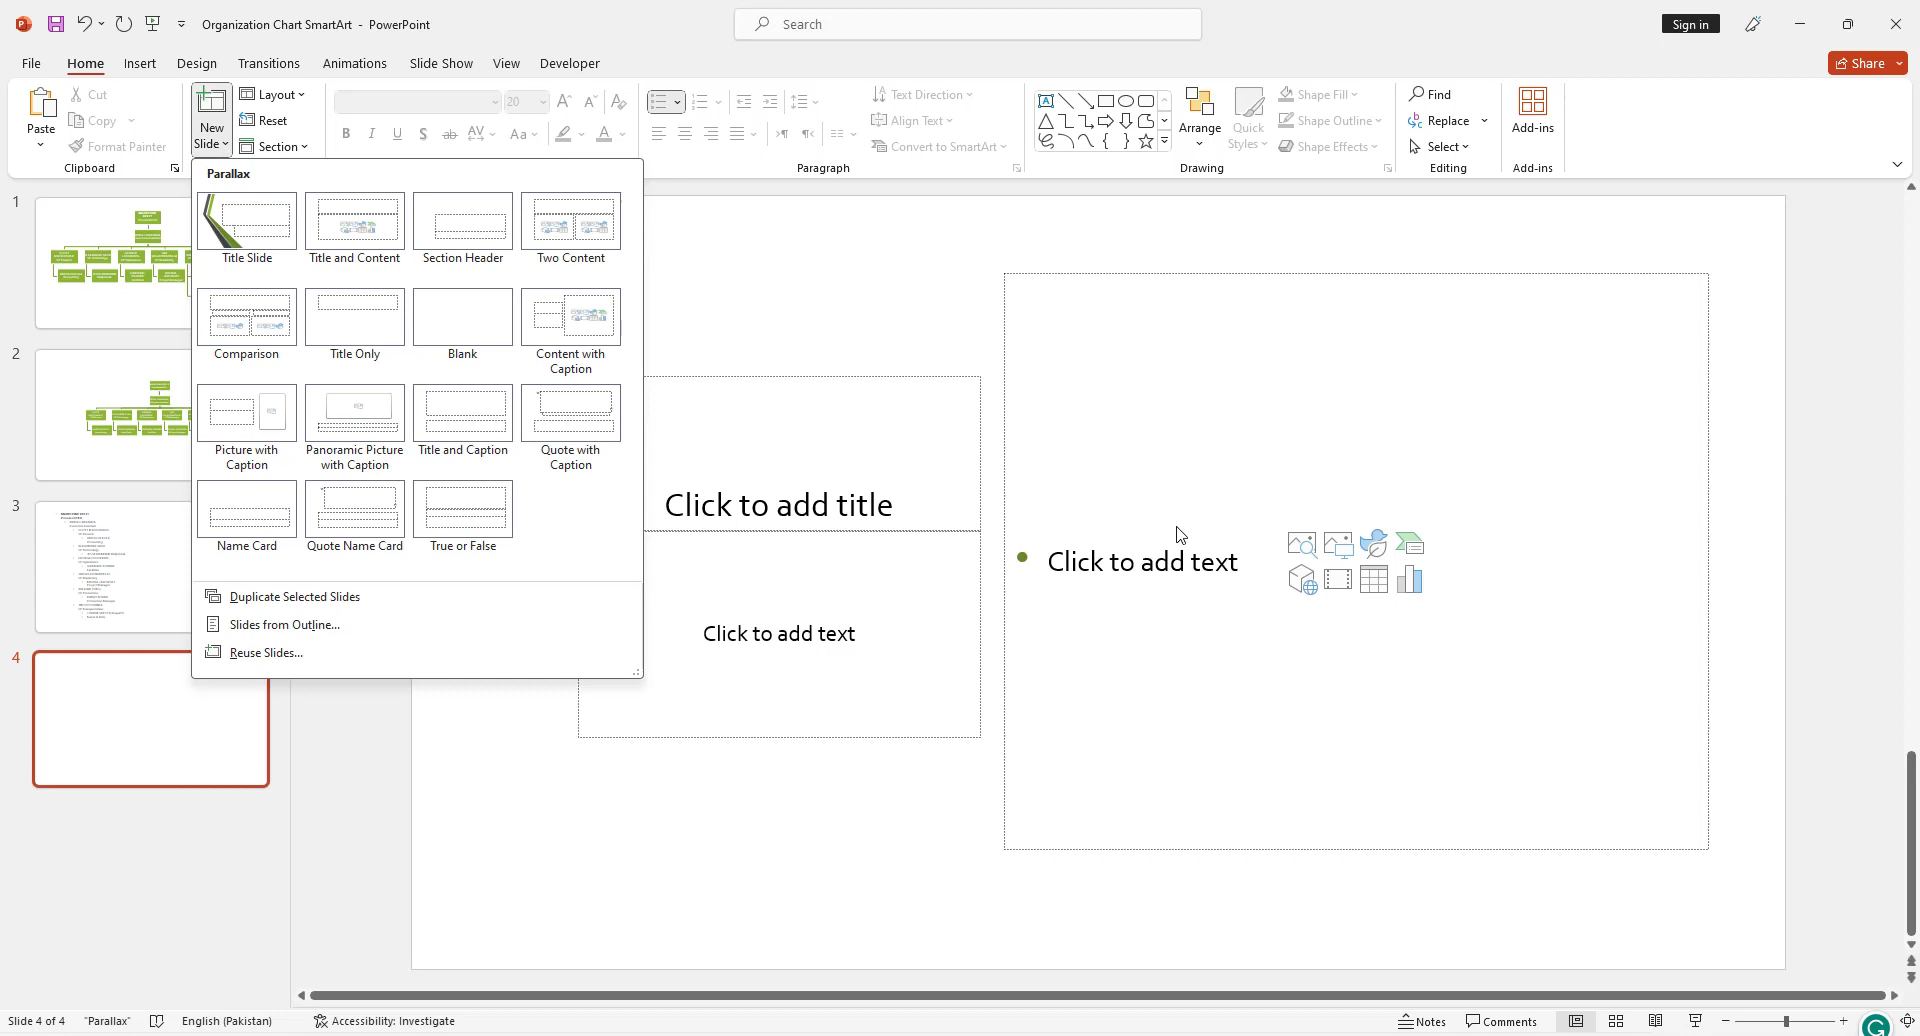 Organization Chart SmartArt - PowerPoint
Search
Sign in
File Home Insert Design Transitions Animations Slide Show View Developer
Share
Paste
Cut
Copy
Format Painter
Clipboard
New Slide
Layout
Reset
Section
20
Text Direction
Align Text
Convert to SmartArt
Paragraph
Arrange
Quick Styles
Shape Fill
Shape Outline
Shape Effects
Drawing
Find
Replace
Select
Editing
Add-ins
Add-ins
Parallax
Title Slide
Title and Content
Section Header
Two Content
Comparison
Title Only
Blank
Content with Caption
Picture with Caption
Panoramic Picture with Caption
Title and Caption
Quote with Caption
Name Card
Quote Name Card
True or False
Duplicate Selected Slides
Slides from Outline...
Reuse Slides...
1
2
3
4
Click to add title
Click to add text
Click to add text
Slide 4 of 4 "Parallax" English (Pakistan) Accessibility: Investigate Notes Comments